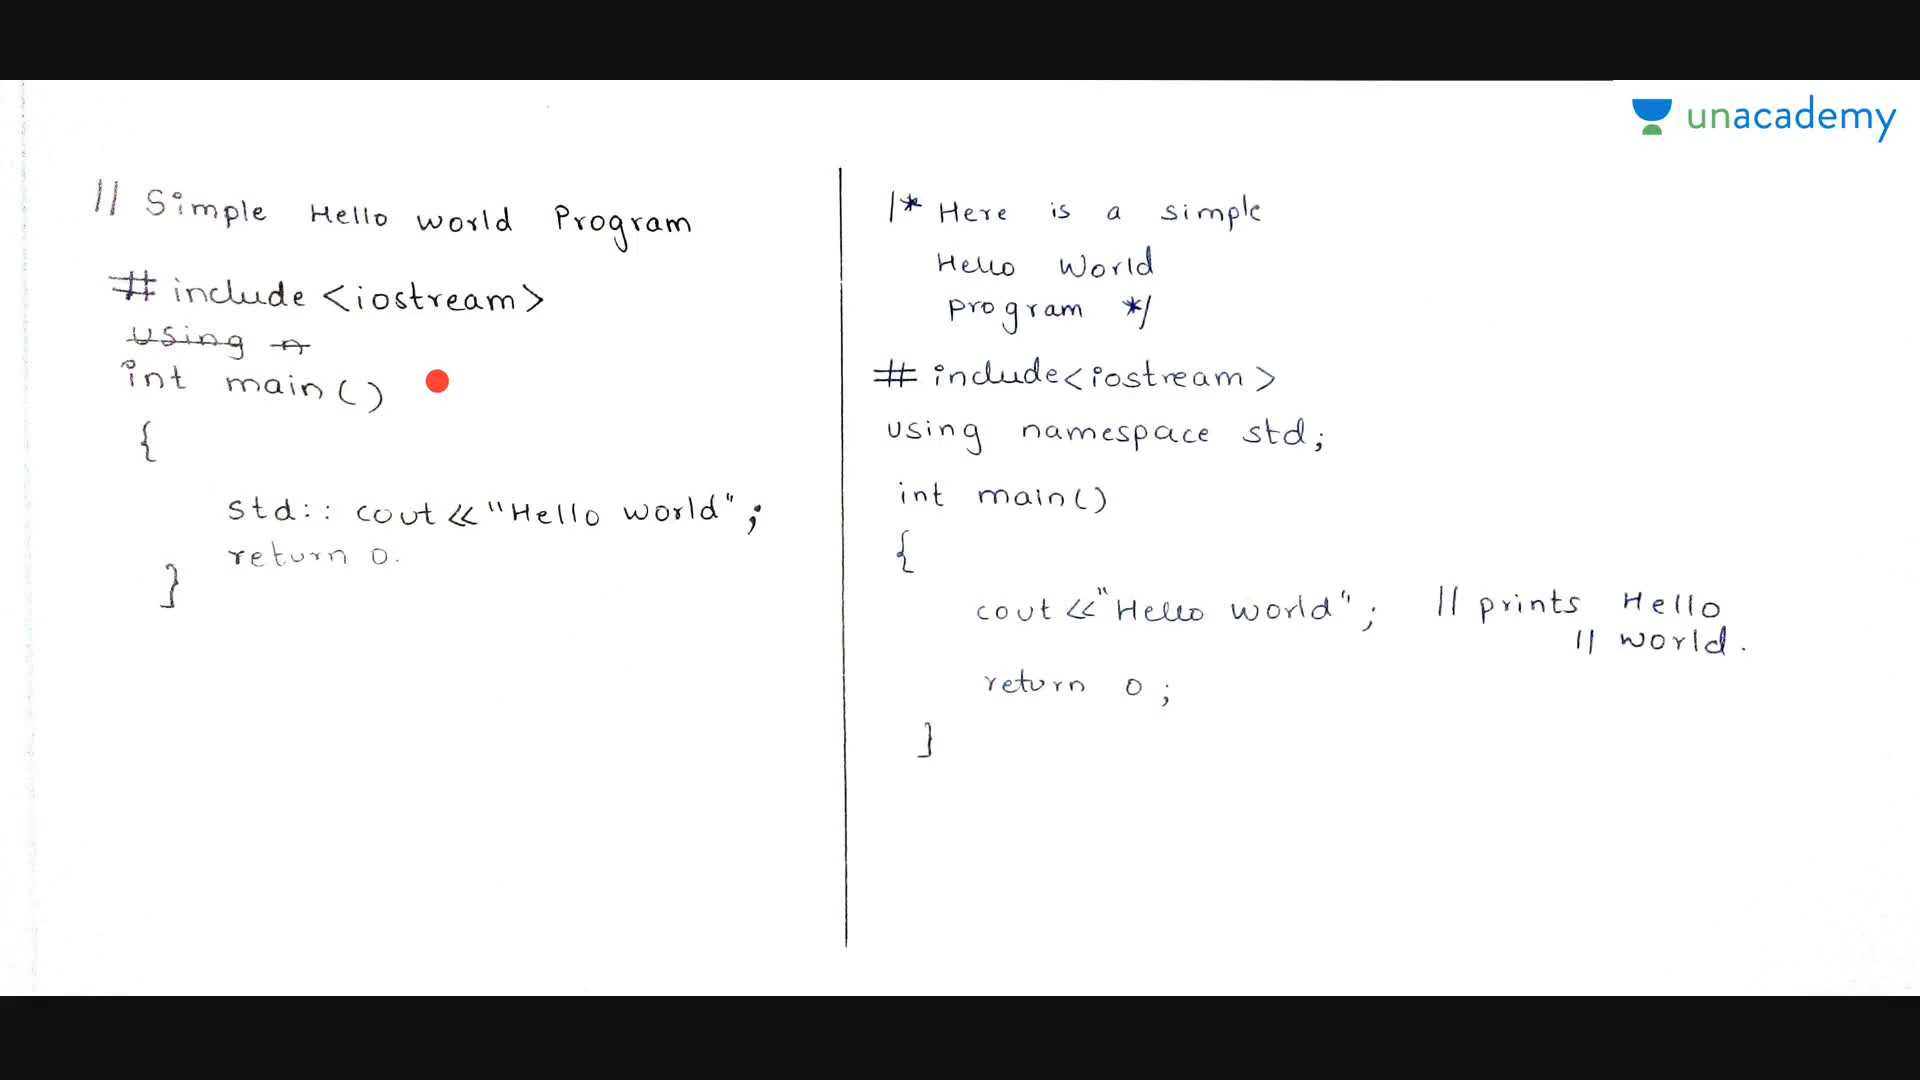 unacademy
// Simple Hello world Program
# include <iostream>
using n
int main()
{
std:: cout << "Hello world";
return 0.
}
/* Here is a simple
Hello World
program */
# include<iostream>
using namespace std;
int main()
{
cout <<"Hello world"; // prints Hello
// world.
return 0;
}